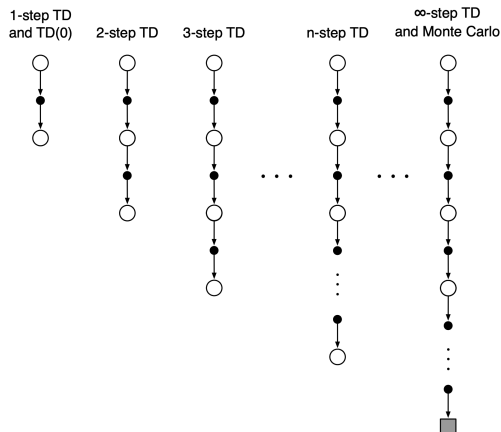 1-step TD
and TD(0)
2-step TD
3-step TD
n-step TD
∞-step TD
and Monte Carlo